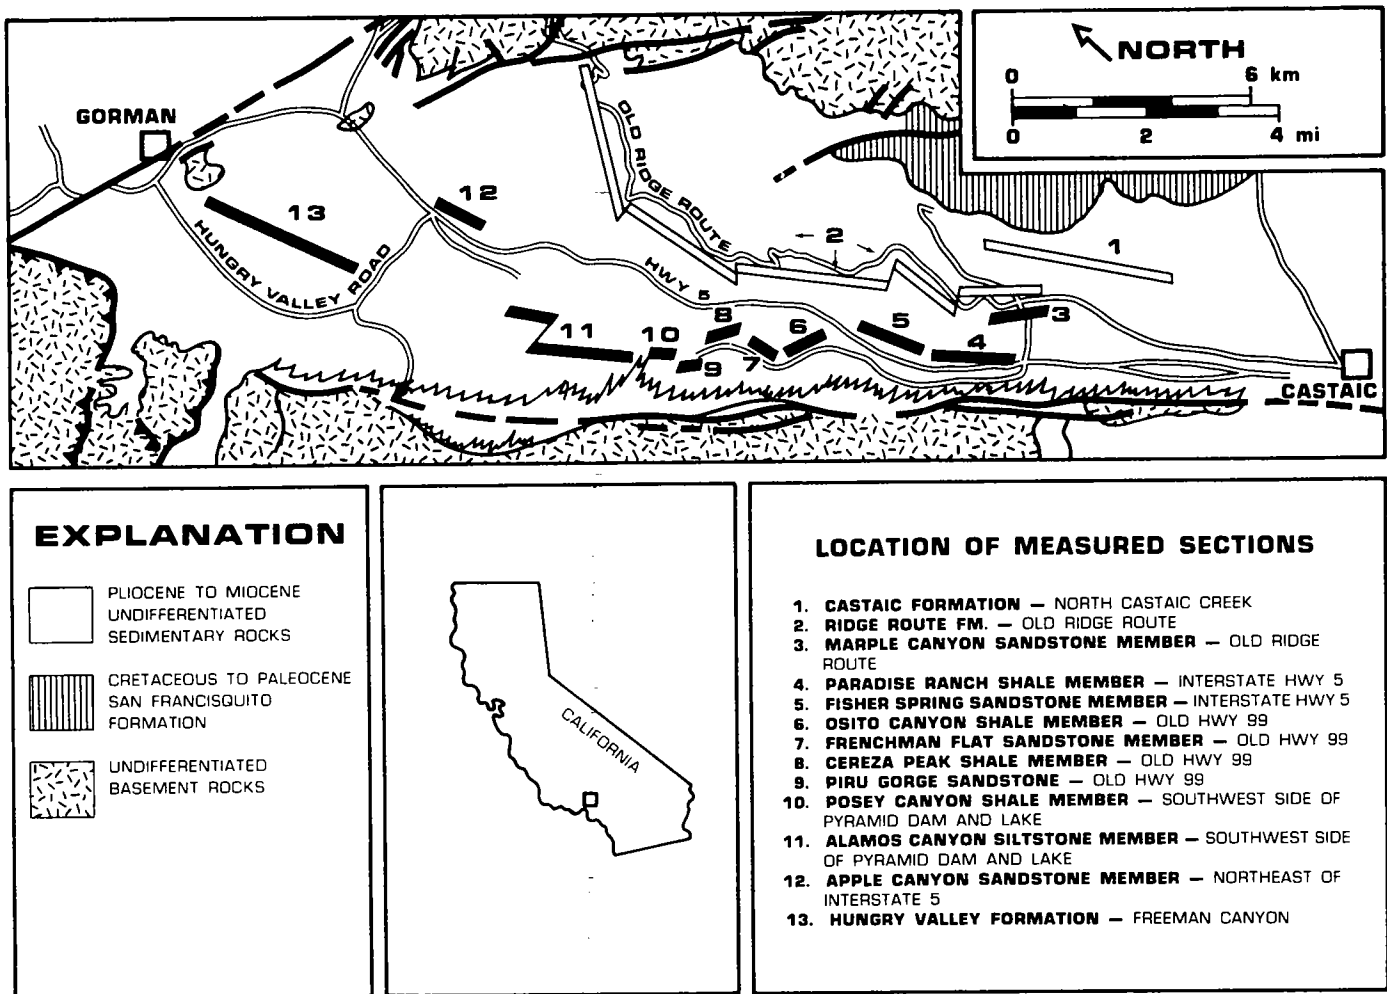 NORTH
0 6 km
0 2 4 mi
GORMAN
OLD RIDGE ROUTE
13
12
HUNGRY VALLEY ROAD
HWY 5
2
1
11
10
8
9
7
6
5
4
3
CASTAIC
EXPLANATION
PLIOCENE TO MIOCENE
UNDIFFERENTIATED
SEDIMENTARY ROCKS
CRETACEOUS TO PALEOCENE
SAN FRANCISQUITO
FORMATION
UNDIFFERENTIATED
BASEMENT ROCKS
CALIFORNIA
LOCATION OF MEASURED SECTIONS
1. CASTAIC FORMATION — NORTH CASTAIC CREEK
2. RIDGE ROUTE FM. — OLD RIDGE ROUTE
3. MARPLE CANYON SANDSTONE MEMBER — OLD RIDGE
ROUTE
4. PARADISE RANCH SHALE MEMBER — INTERSTATE HWY 5
5. FISHER SPRING SANDSTONE MEMBER — INTERSTATE HWY 5
6. OSITO CANYON SHALE MEMBER — OLD HWY 99
7. FRENCHMAN FLAT SANDSTONE MEMBER — OLD HWY 99
8. CEREZA PEAK SHALE MEMBER — OLD HWY 99
9. PIRU GORGE SANDSTONE — OLD HWY 99
10. POSEY CANYON SHALE MEMBER — SOUTHWEST SIDE OF
PYRAMID DAM AND LAKE
11. ALAMOS CANYON SILTSTONE MEMBER — SOUTHWEST SIDE
OF PYRAMID DAM AND LAKE
12. APPLE CANYON SANDSTONE MEMBER — NORTHEAST OF
INTERSTATE 5
13. HUNGRY VALLEY FORMATION — FREEMAN CANYON